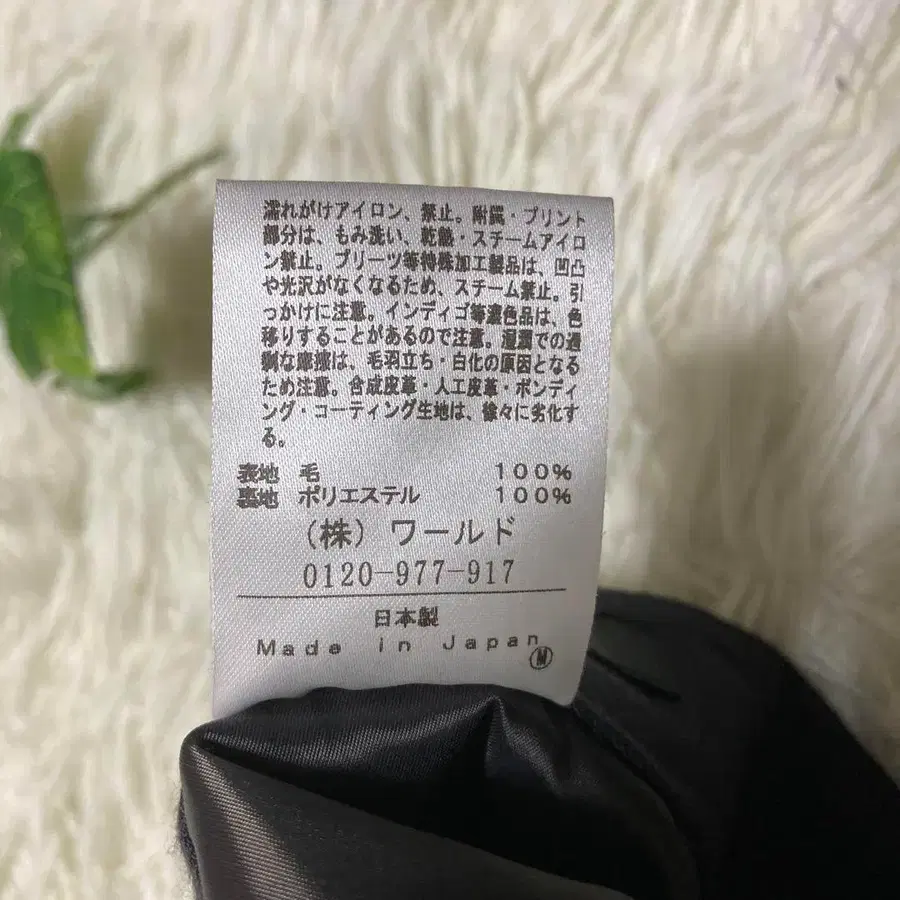 濡れがけアイロン、禁止。附属・プリント
部分は、もみ洗い、乾熱・スチームアイロ
ン禁止。プリーツ等特殊加工製品は、凹凸
や光沢がなくなるため、スチーム禁止。引
っかけに注意。インディゴ等濃色品は、色
移りすることがあるので注意。湿潤での過
剰な摩擦は、毛羽立ち・白化の原因となる
ため注意。合成皮革・人工皮革・ボンディ
ング・コーティング生地は、徐々に劣化す
る。
表地 毛 100%
裏地 ポリエステル 100%
（株）ワールド
0120-977-917
日本製
Made in Japan
M